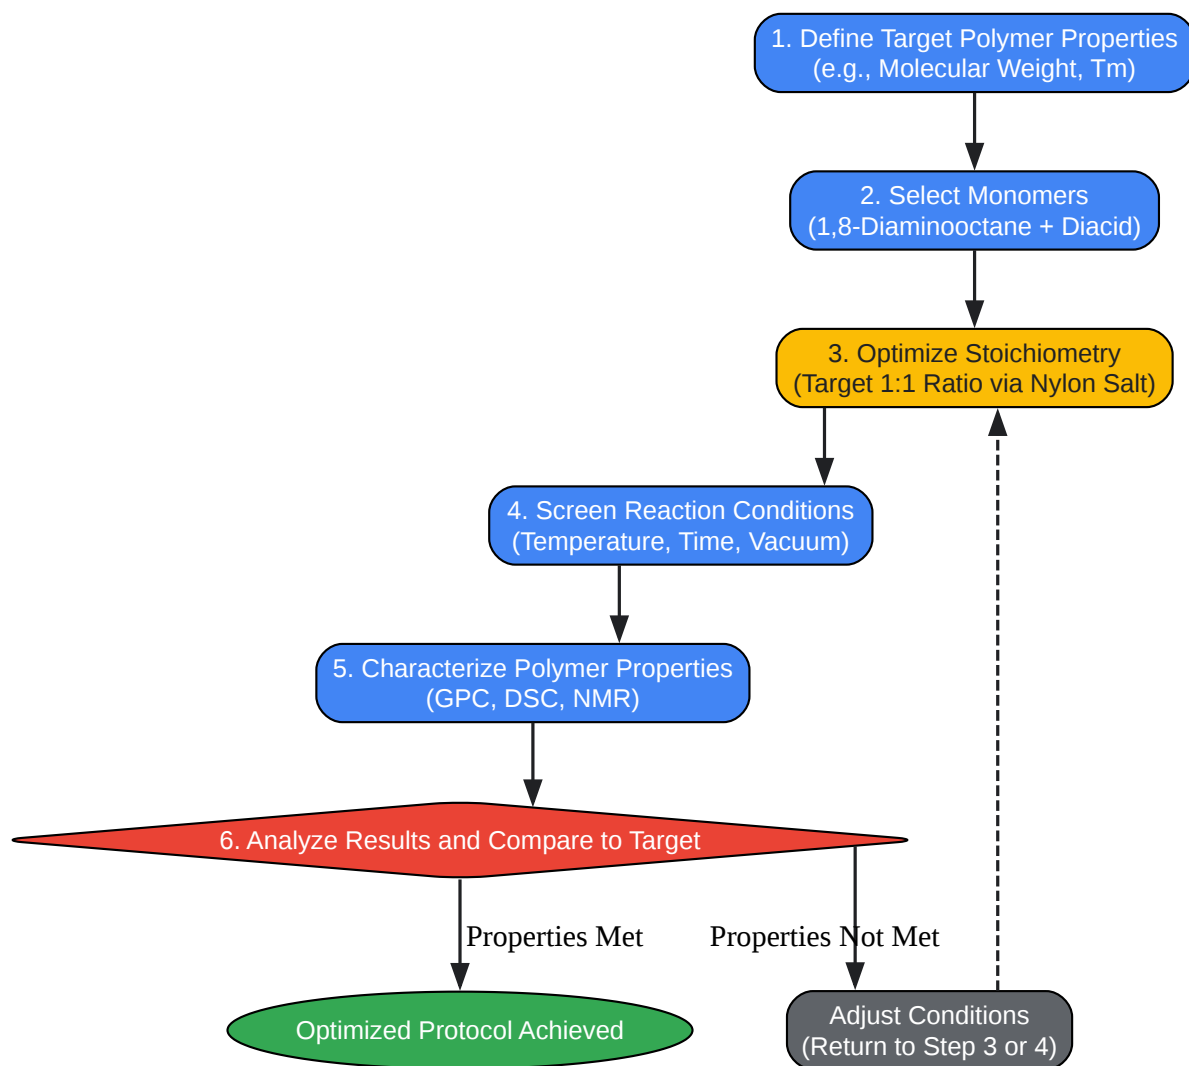 1. Define Target Polymer Properties
(e.g., Molecular Weight, Tm)
2. Select Monomers
(1,8-Diaminooctane + Diacid)
3. Optimize Stoichiometry
(Target 1:1 Ratio via Nylon Salt)
4. Screen Reaction Conditions
(Temperature, Time, Vacuum)
5. Characterize Polymer Properties
(GPC, DSC, NMR)
6. Analyze Results and Compare to Target
Properties Met
Properties Not Met
Optimized Protocol Achieved
Adjust Conditions
(Return to Step 3 or 4)